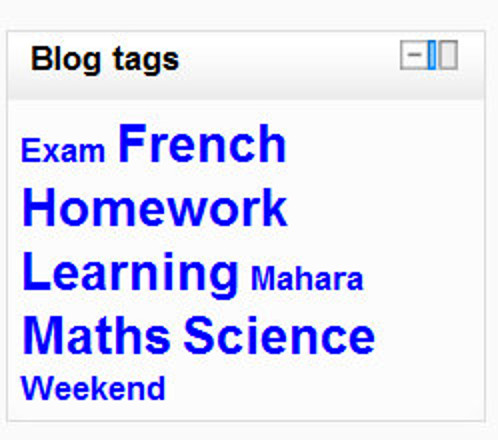 Blog tags
Exam French
Homework
Learning Mahara
Maths Science
Weekend